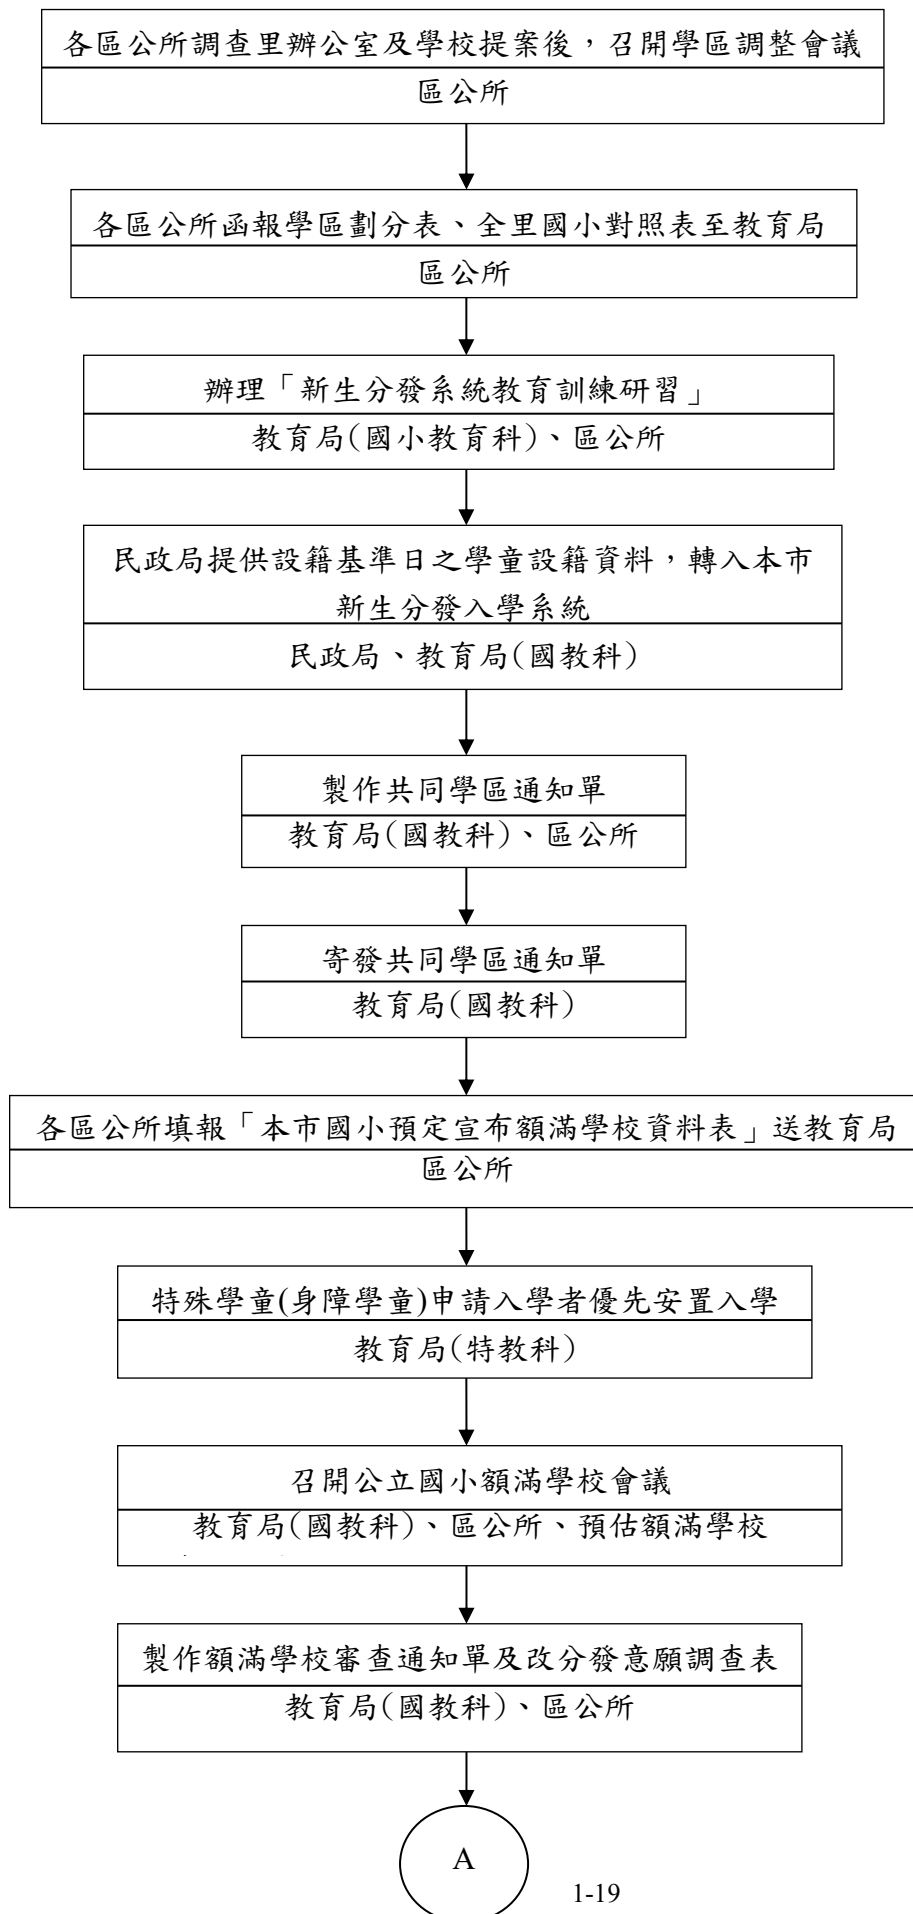 各區公所調查里辦公室及學校提案後，召開學區調整會議
區公所
各區公所函報學區劃分表、全里國小對照表至教育局
區公所
辦理「新生分發系統教育訓練研習」
教育局(國小教育科)、區公所
民政局提供設籍基準日之學童設籍資料，轉入本市
新生分發入學系統
民政局、教育局(國教科)
製作共同學區通知單
教育局(國教科)、區公所
寄發共同學區通知單
教育局(國教科)
各區公所填報「本市國小預定宣布額滿學校資料表」送教育局
區公所
特殊學童(身障學童)申請入學者優先安置入學
教育局(特教科)
召開公立國小額滿學校會議
教育局(國教科)、區公所、預估額滿學校
製作額滿學校審查通知單及改分發意願調查表
教育局(國教科)、區公所
A
1-19